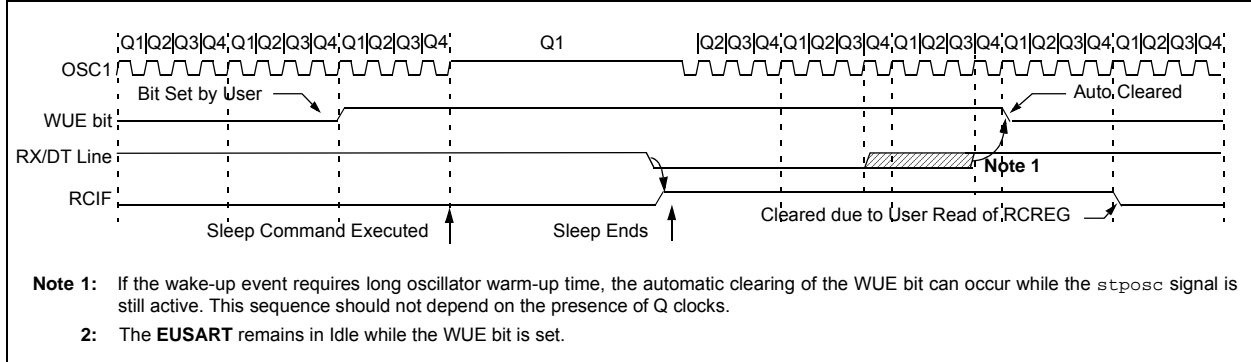 Q1 Q2 Q3 Q4 Q1 Q2 Q3 Q4 Q1 Q2 Q3 Q4 Q1 Q2 Q3 Q4 Q1 Q2 Q3 Q4 Q1 Q2 Q3 Q4 Q1 Q2 Q3 Q4 Q1 Q2 Q3 Q4
OSC1
Bit Set by User
Auto Cleared
WUE bit
RX/DT Line
Note 1
RCIF
Cleared due to User Read of RCREG
Sleep Command Executed
Sleep Ends
Note 1: If the wake-up event requires long oscillator warm-up time, the automatic clearing of the WUE bit can occur while the stposc signal is
still active. This sequence should not depend on the presence of Q clocks.
2: The EUSART remains in Idle while the WUE bit is set.